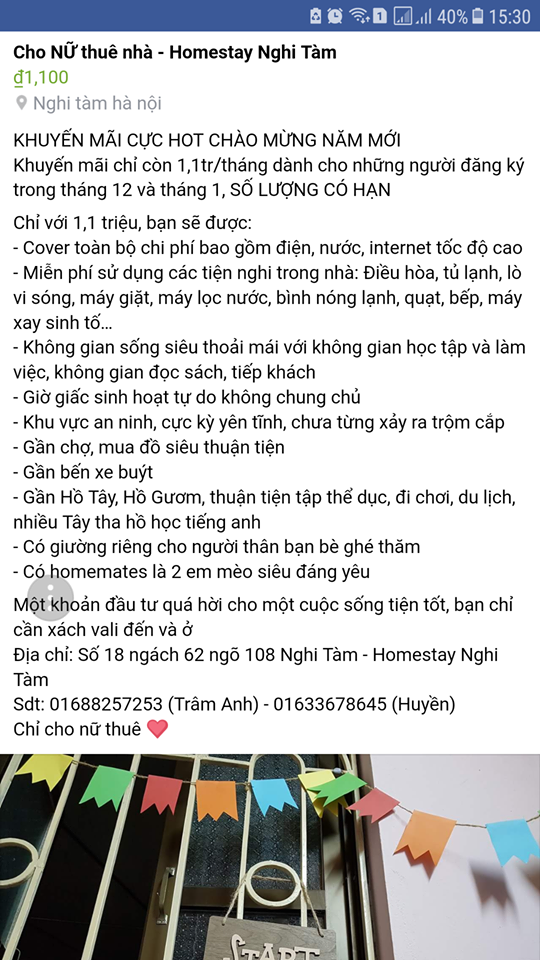 40% 15:30
Cho NỮ thuê nhà - Homestay Nghi Tàm
₫1,100
Nghi tàm hà nội
KHUYẾN MÃI CỰC HOT CHÀO MỪNG NĂM MỚI
Khuyến mãi chỉ còn 1,1tr/tháng dành cho những người đăng ký
trong tháng 12 và tháng 1, SỐ LƯỢNG CÓ HẠN
Chỉ với 1,1 triệu, bạn sẽ được:
- Cover toàn bộ chi phí bao gồm điện, nước, internet tốc độ cao
- Miễn phí sử dụng các tiện nghi trong nhà: Điều hòa, tủ lạnh, lò
vi sóng, máy giặt, máy lọc nước, bình nóng lạnh, quạt, bếp, máy
xay sinh tố...
- Không gian sống siêu thoải mái với không gian học tập và làm
việc, không gian đọc sách, tiếp khách
- Giờ giấc sinh hoạt tự do không chung chủ
- Khu vực an ninh, cực kỳ yên tĩnh, chưa từng xảy ra trộm cắp
- Gần chợ, mua đồ siêu thuận tiện
- Gần bến xe buýt
- Gần Hồ Tây, Hồ Gươm, thuận tiện tập thể dục, đi chơi, du lịch,
nhiều Tây tha hồ học tiếng anh
- Có giường riêng cho người thân bạn bè ghé thăm
- Có homemates là 2 em mèo siêu đáng yêu
Một khoản đầu tư quá hời cho một cuộc sống tiện tốt, bạn chỉ
cần xách vali đến và ở
Địa chỉ: Số 18 ngách 62 ngõ 108 Nghi Tàm - Homestay Nghi
Tàm
Sdt: 01688257253 (Trâm Anh) - 01633678645 (Huyền)
Chỉ cho nữ thuê ❤
START